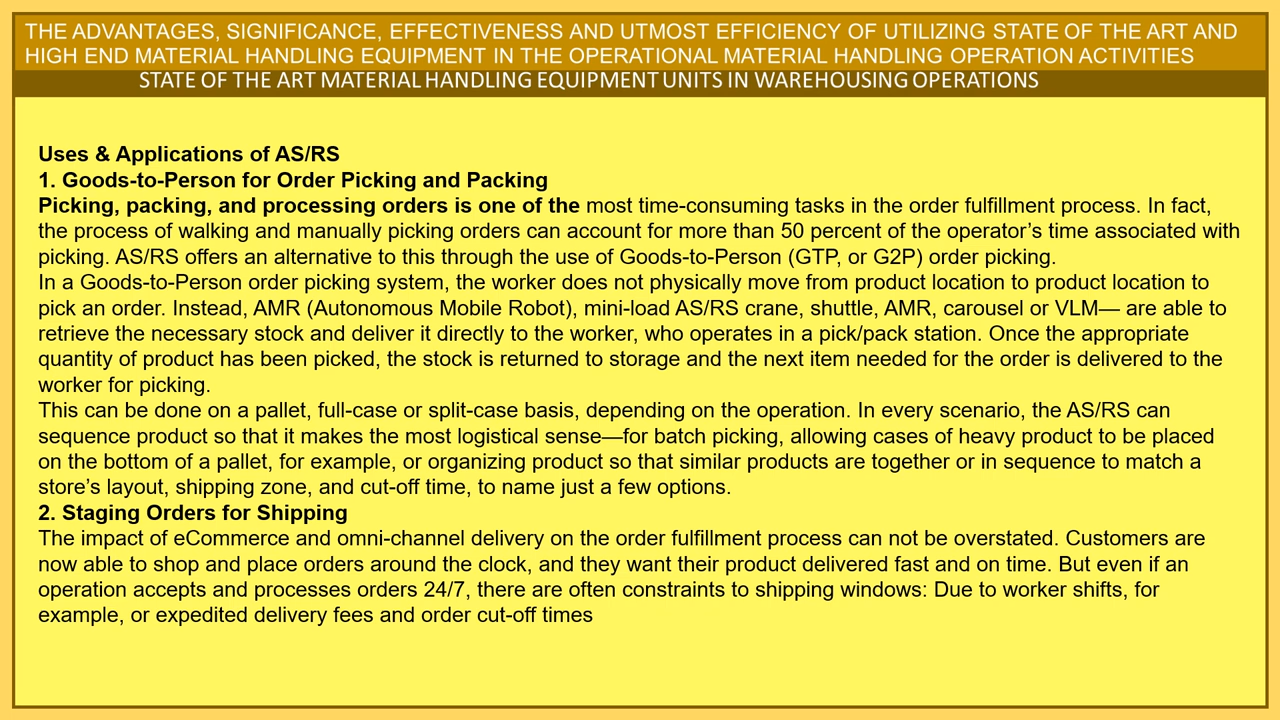 THE ADVANTAGES, SIGNIFICANCE, EFFECTIVENESS AND UTMOST EFFICIENCY OF UTILIZING STATE OF THE ART AND
HIGH END MATERIAL HANDLING EQUIPMENT IN THE OPERATIONAL MATERIAL HANDLING OPERATION ACTIVITIES
STATE OF THE ART MATERIAL HANDLING EQUIPMENT UNITS IN WAREHOUSING OPERATIONS
Uses & Applications of AS/RS
1. Goods-to-Person for Order Picking and Packing
Picking, packing, and processing orders is one of the most time-consuming tasks in the order fulfillment process. In fact,
the process of walking and manually picking orders can account for more than 50 percent of the operator’s time associated with
picking. AS/RS offers an alternative to this through the use of Goods-to-Person (GTP, or G2P) order picking.
In a Goods-to-Person order picking system, the worker does not physically move from product location to product location to
pick an order. Instead, AMR (Autonomous Mobile Robot), mini-load AS/RS crane, shuttle, AMR, carousel or VLM— are able to
retrieve the necessary stock and deliver it directly to the worker, who operates in a pick/pack station. Once the appropriate
quantity of product has been picked, the stock is returned to storage and the next item needed for the order is delivered to the
worker for picking.
This can be done on a pallet, full-case or split-case basis, depending on the operation. In every scenario, the AS/RS can
sequence product so that it makes the most logistical sense—for batch picking, allowing cases of heavy product to be placed
on the bottom of a pallet, for example, or organizing product so that similar products are together or in sequence to match a
store’s layout, shipping zone, and cut-off time, to name just a few options.
2. Staging Orders for Shipping
The impact of eCommerce and omni-channel delivery on the order fulfillment process can not be overstated. Customers are
now able to shop and place orders around the clock, and they want their product delivered fast and on time. But even if an
operation accepts and processes orders 24/7, there are often constraints to shipping windows: Due to worker shifts, for
example, or expedited delivery fees and order cut-off times